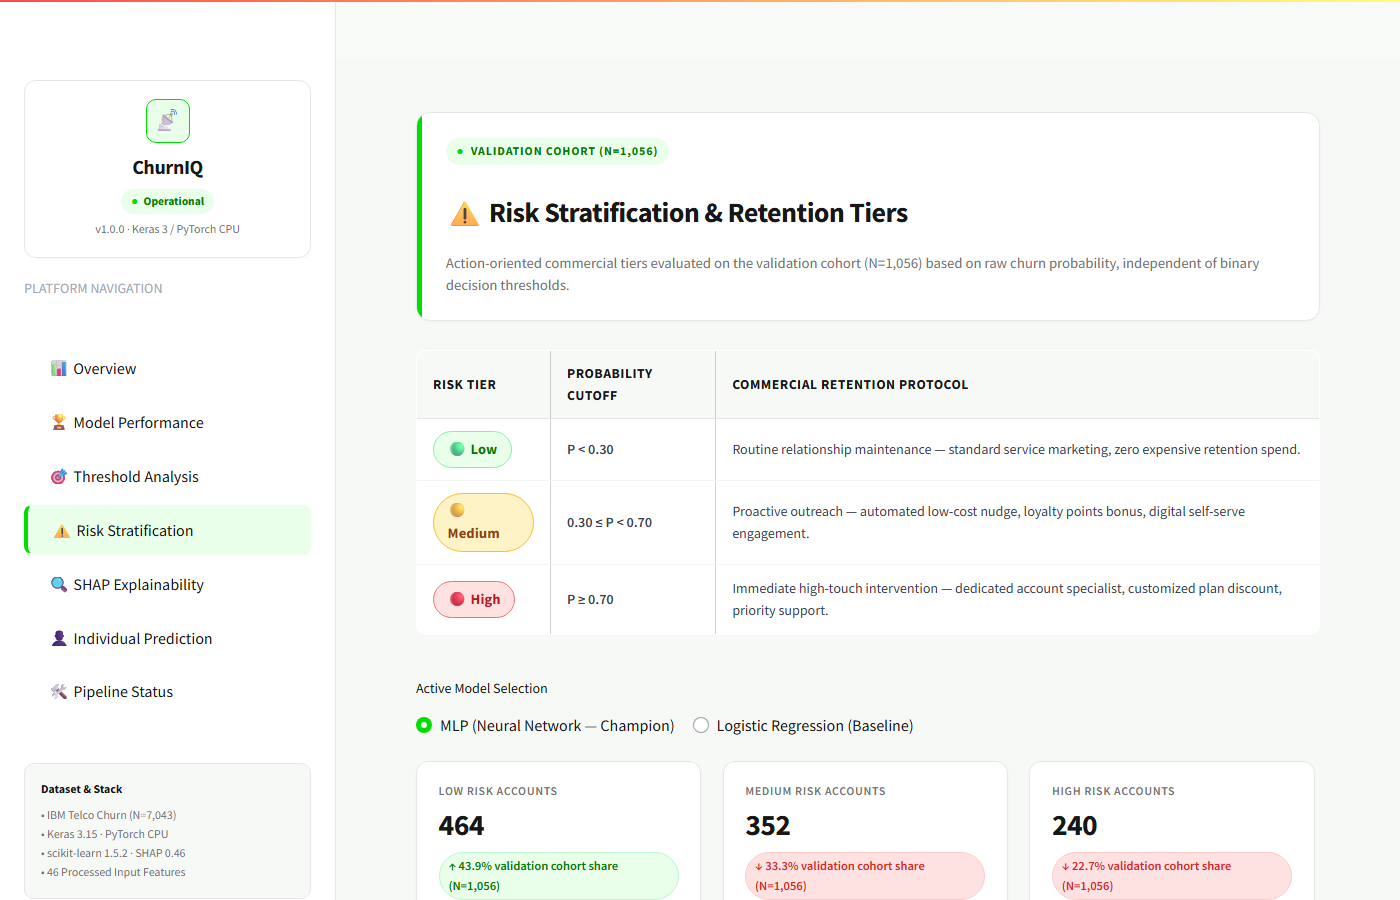 ChurnIQ
Operational
v1.0.0 · Keras 3 / PyTorch CPU
PLATFORM NAVIGATION
Overview
Model Performance
Threshold Analysis
Risk Stratification
SHAP Explainability
Individual Prediction
Pipeline Status
Dataset & Stack
• IBM Telco Churn (N=7,043)
• Keras 3.15 · PyTorch CPU
• scikit-learn 1.5.2 · SHAP 0.46
• 46 Processed Input Features
VALIDATION COHORT (N=1,056)
Risk Stratification & Retention Tiers
Action-oriented commercial tiers evaluated on the validation cohort (N=1,056) based on raw churn probability, independent of binary
decision thresholds.
RISK TIER
PROBABILITY
CUTOFF
COMMERCIAL RETENTION PROTOCOL
Low
P < 0.30
Routine relationship maintenance — standard service marketing, zero expensive retention spend.
Medium
0.30 ≤ P < 0.70
Proactive outreach — automated low-cost nudge, loyalty points bonus, digital self-serve
engagement.
High
P ≥ 0.70
Immediate high-touch intervention — dedicated account specialist, customized plan discount,
priority support.
Active Model Selection
MLP (Neural Network — Champion)
Logistic Regression (Baseline)
LOW RISK ACCOUNTS
464
↑ 43.9% validation cohort share
(N=1,056)
MEDIUM RISK ACCOUNTS
352
↓ 33.3% validation cohort share
(N=1,056)
HIGH RISK ACCOUNTS
240
↓ 22.7% validation cohort share
(N=1,056)